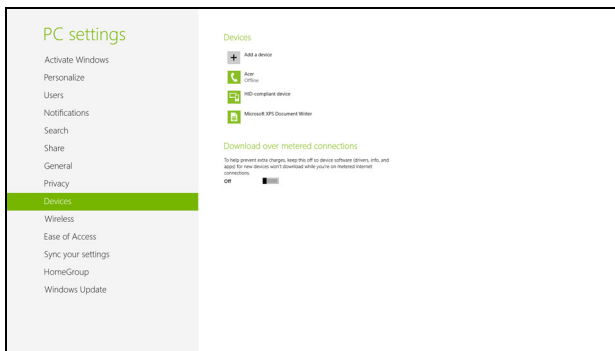 PC settings
Activate Windows
Personalize
Users
Notifications
Search
Share
General
Privacy
Devices
Wireless
Ease of Access
Sync your settings
HomeGroup
Windows Update
Devices
Add a device
Acer
Offline
HID-compliant device
Microsoft XPS Document Writer
Download over metered connections
To help prevent extra charges, keep this off so device software (drivers, info, and
apps) for new devices won't download while you're on metered Internet
connections.
Off